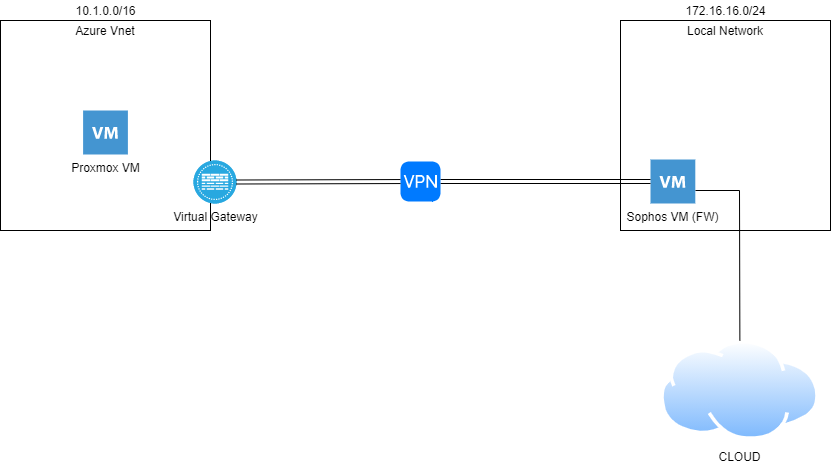 10.1.0.0/16
Azure Vnet
172.16.16.0/24
Local Network
VM
Proxmox VM
Virtual Gateway
VPN
VM
Sophos VM (FW)
CLOUD